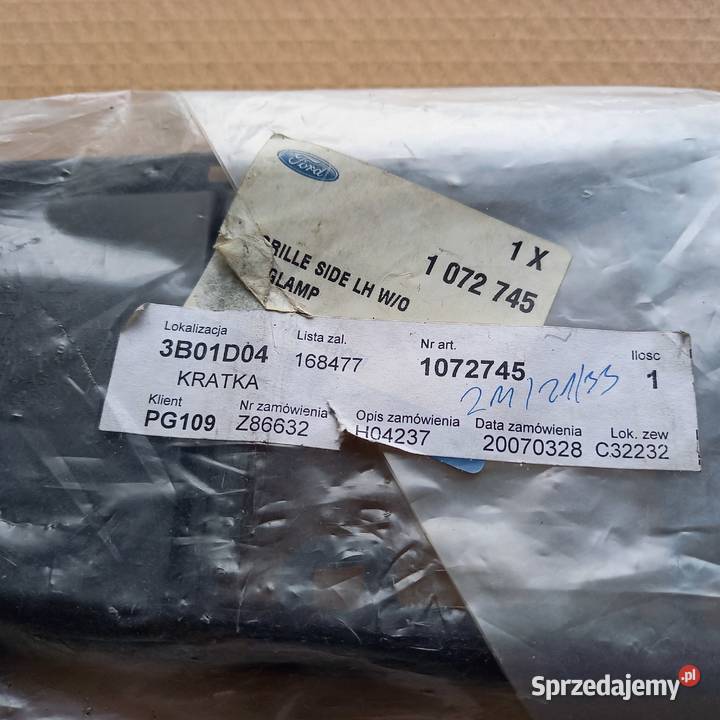 Ford
1 X
GRILLE SIDE LH W/O
1 072 745
GLAMP
Lokalizacja
3B01D04
KRATKA
Lista zal.
168477
Nr art.
1072745
Ilosc
1
Klient
PG109
Nr zamówienia
Z86632
Opis zamówienia
H04237
Data zamówienia
20070328
Lok. zew
C32232
Sprzedajemy.pl